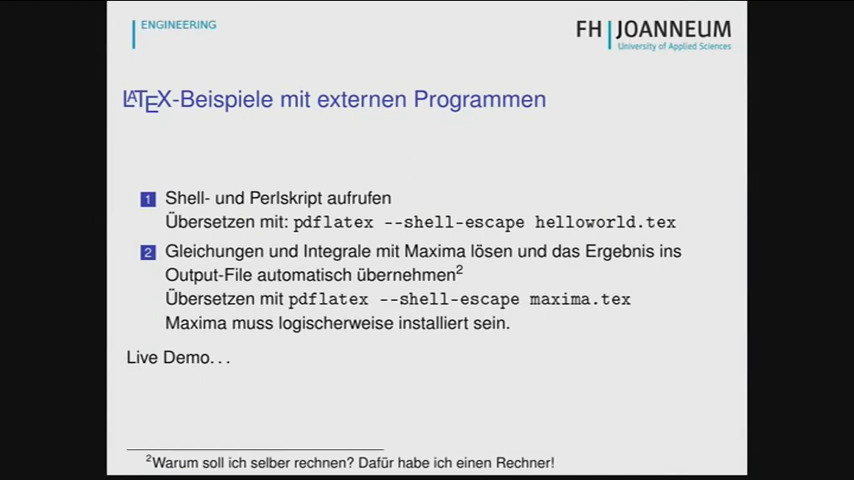 ENGINEERING
FH JOANNEUM
University of Applied Sciences
LATEX-Beispiele mit externen Programmen
1 Shell- und Perlskript aufrufen
Übersetzen mit: pdflatex --shell-escape helloworld.tex
2 Gleichungen und Integrale mit Maxima lösen und das Ergebnis ins
Output-File automatisch übernehmen2
Übersetzen mit pdflatex --shell-escape maxima.tex
Maxima muss logischerweise installiert sein.
Live Demo...
2Warum soll ich selber rechnen? Dafür habe ich einen Rechner!